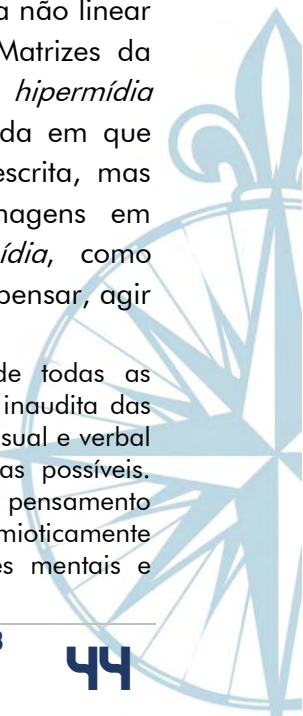 a não linear
Matrizes da
hipermídia
da em que
escrita, mas
nagens em
ídia, como
pensar, agir
de todas as
inaudita das
sual e verbal
as possíveis.
pensamento
mioticamente
es mentais e
44